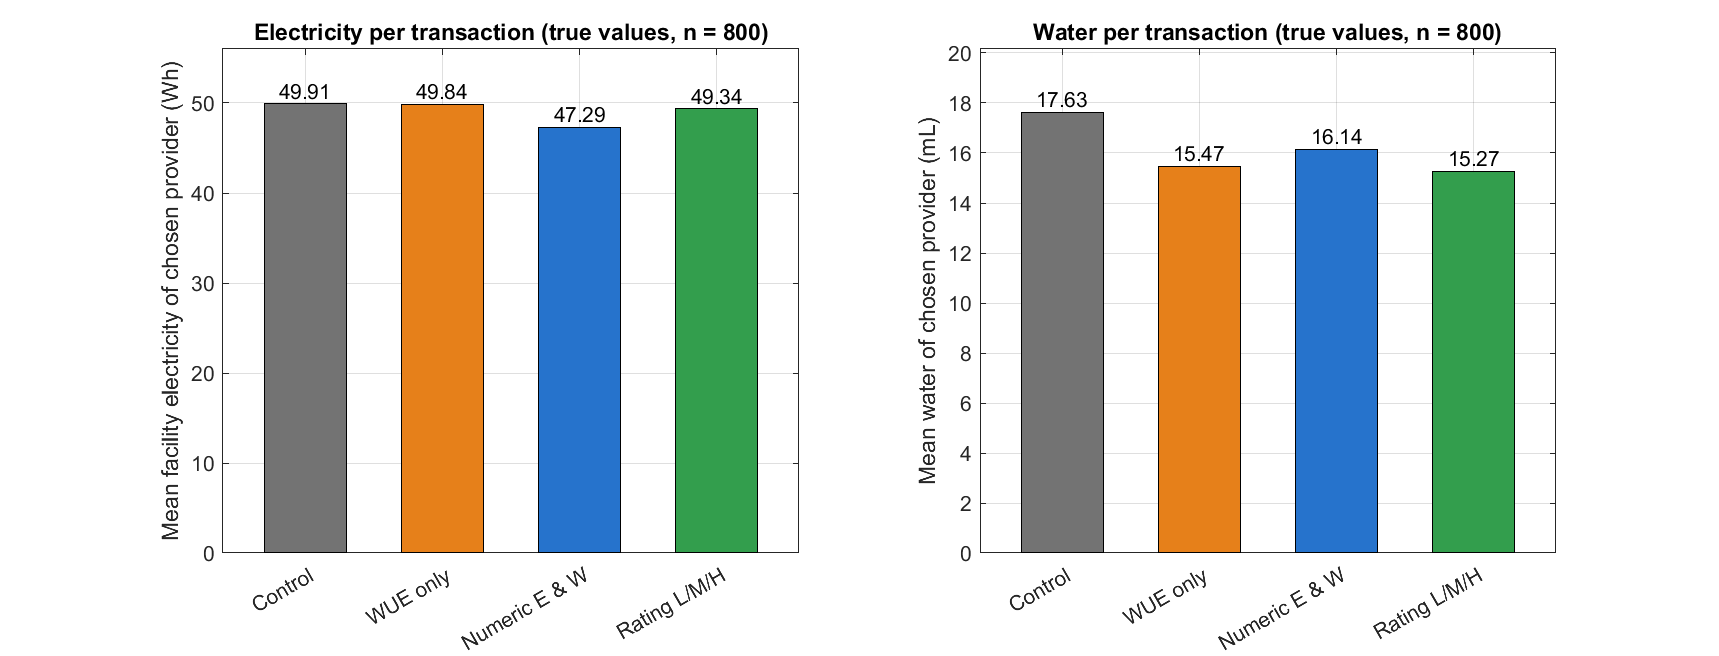 Electricity per transaction (true values, n = 800)
Mean facility electricity of chosen provider (Wh)
50
40
30
20
10
0
49.91
49.84
47.29
49.34
Control
WUE only
Numeric E & W
Rating L/M/H
Water per transaction (true values, n = 800)
Mean water of chosen provider (mL)
20
18
16
14
12
10
8
6
4
2
0
17.63
15.47
16.14
15.27
Control
WUE only
Numeric E & W
Rating L/M/H